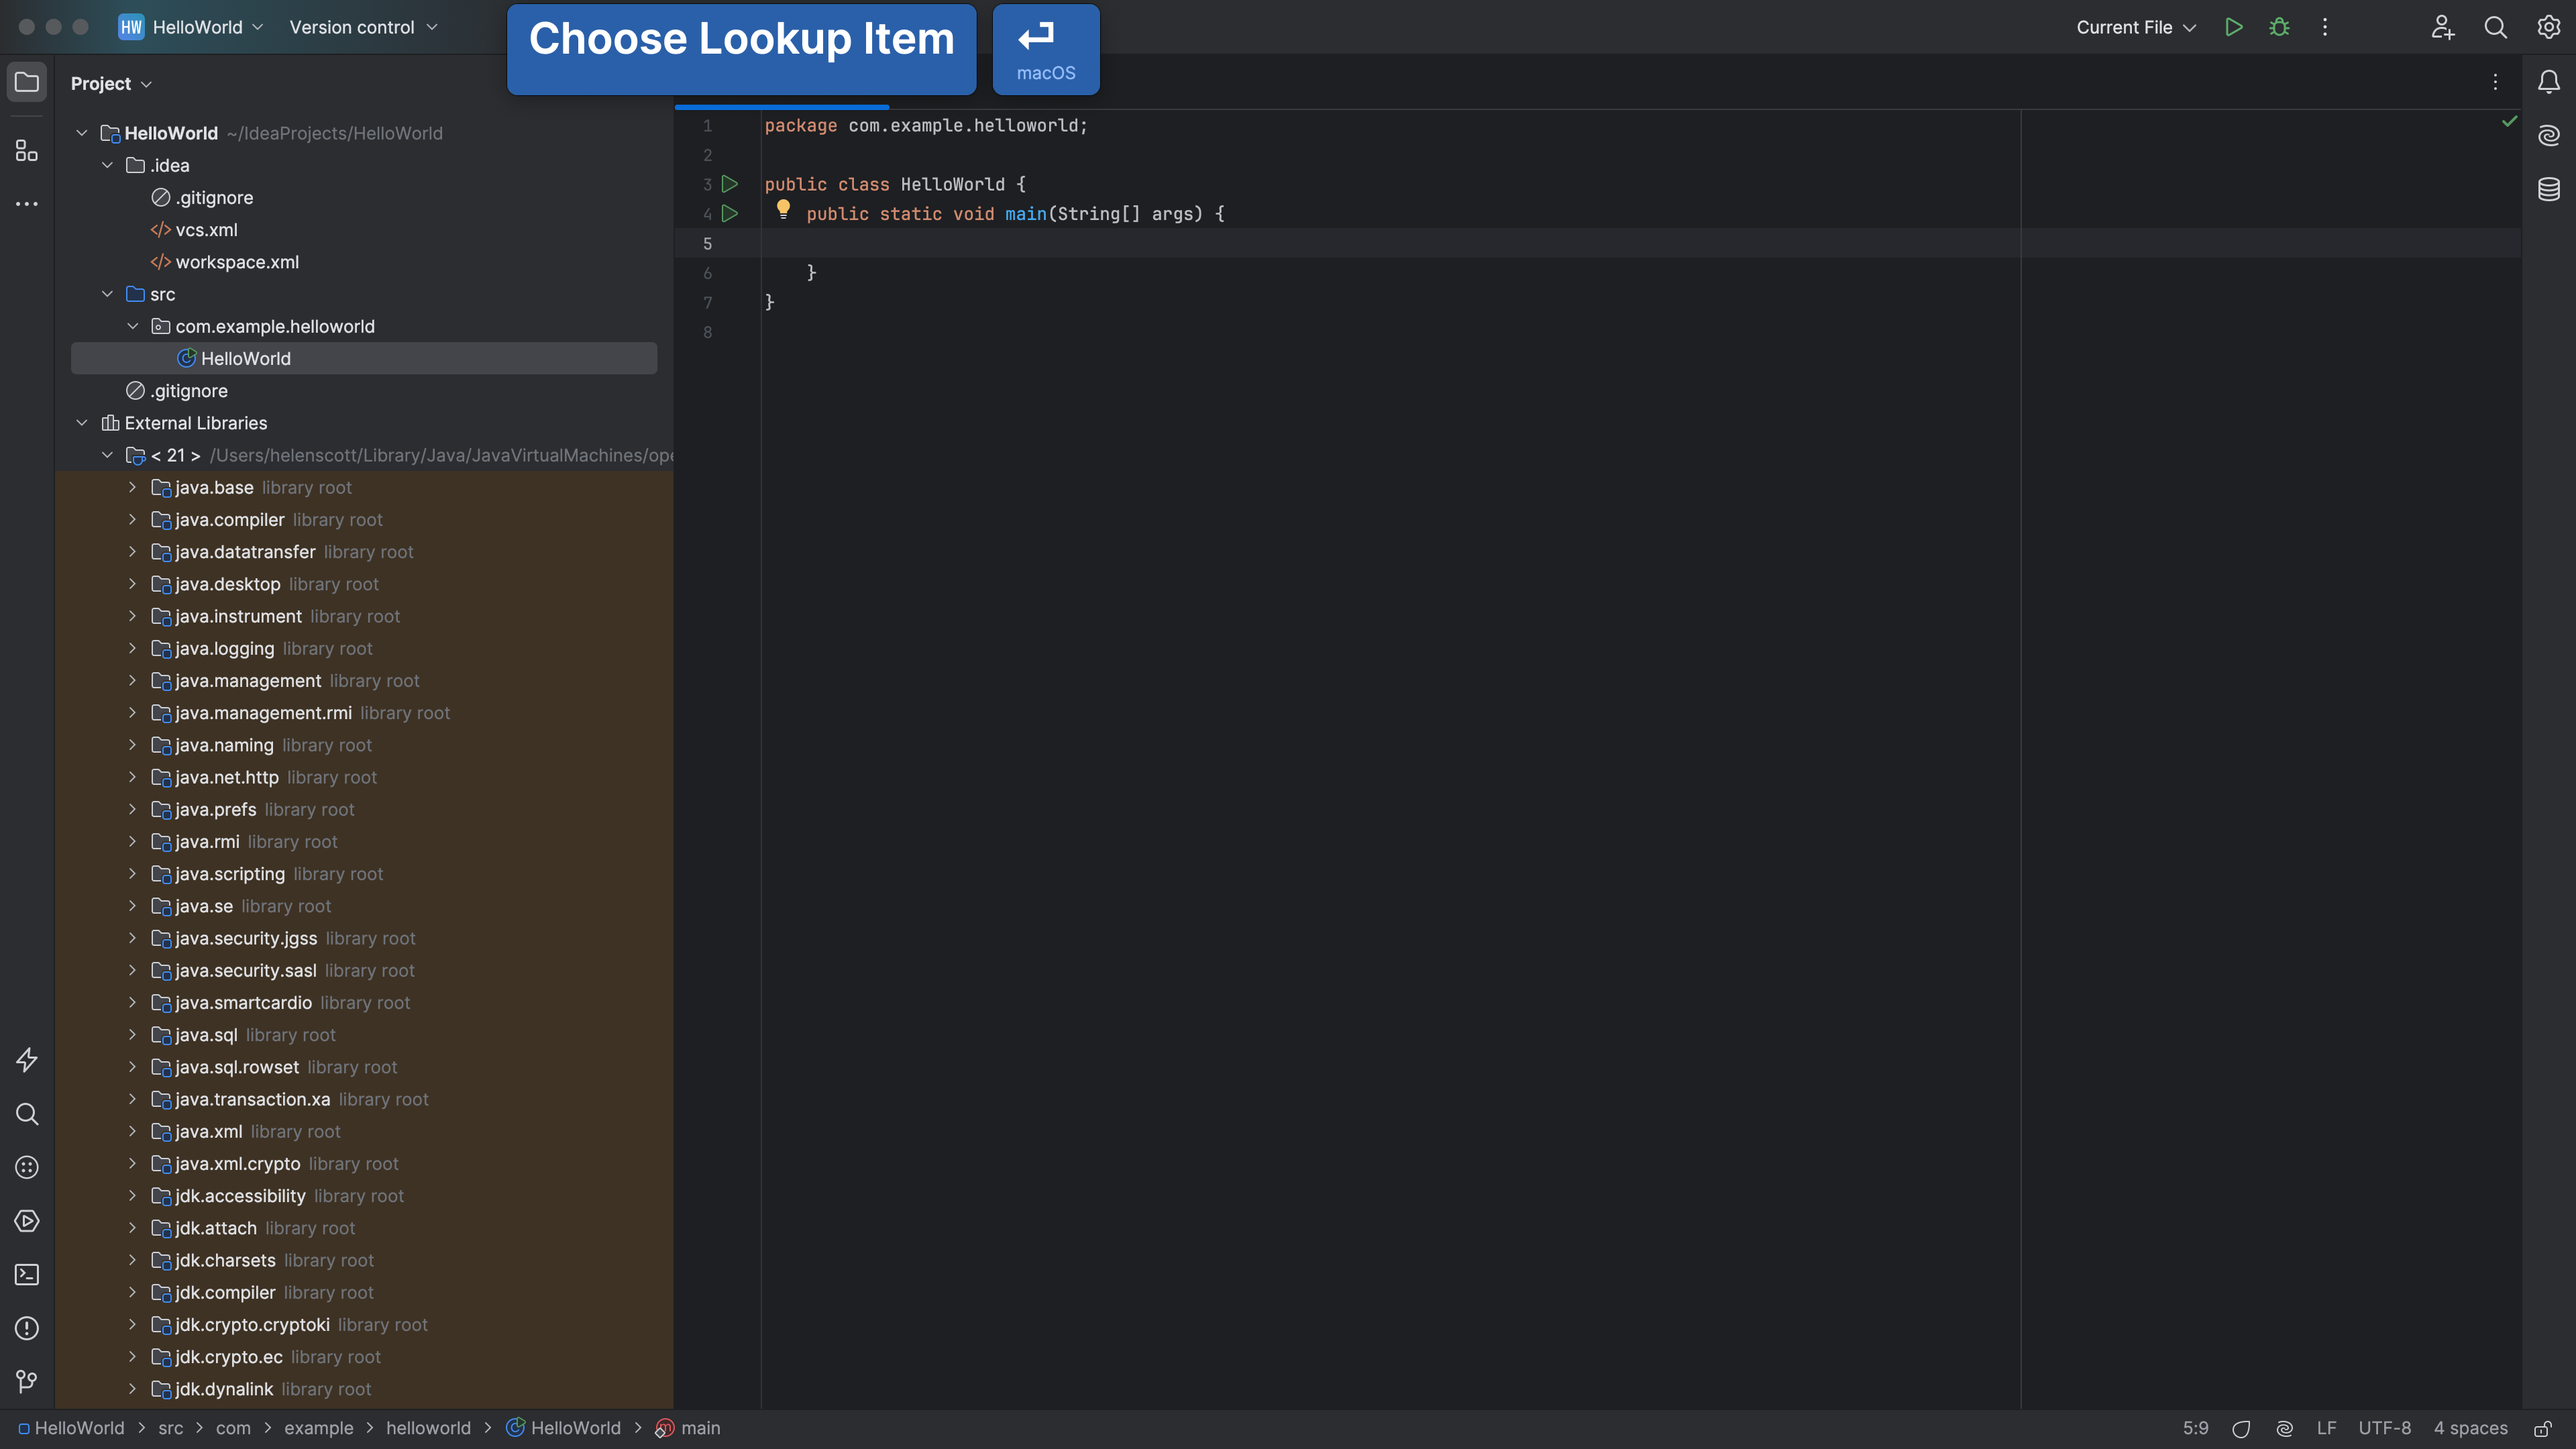 HW HelloWorld Version control
Choose Lookup Item
macOS
Current File
Project
HelloWorld ~/IdeaProjects/HelloWorld
.idea
.gitignore
vcs.xml
workspace.xml
src
com.example.helloworld
HelloWorld
.gitignore
External Libraries
< 21 > /Users/helenscott/Library/Java/JavaVirtualMachines/ope
java.base library root
java.compiler library root
java.datatransfer library root
java.desktop library root
java.instrument library root
java.logging library root
java.management library root
java.management.rmi library root
java.naming library root
java.net.http library root
java.prefs library root
java.rmi library root
java.scripting library root
java.se library root
java.security.jgss library root
java.security.sasl library root
java.smartcardio library root
java.sql library root
java.sql.rowset library root
java.transaction.xa library root
java.xml library root
java.xml.crypto library root
jdk.accessibility library root
jdk.attach library root
jdk.charsets library root
jdk.compiler library root
jdk.crypto.cryptoki library root
jdk.crypto.ec library root
jdk.dynalink library root
1 package com.example.helloworld;
2
3 public class HelloWorld {
4 public static void main(String[] args) {
5
6 }
7 }
8
HelloWorld > src > com > example > helloworld > HelloWorld > main
5:9 LF UTF-8 4 spaces